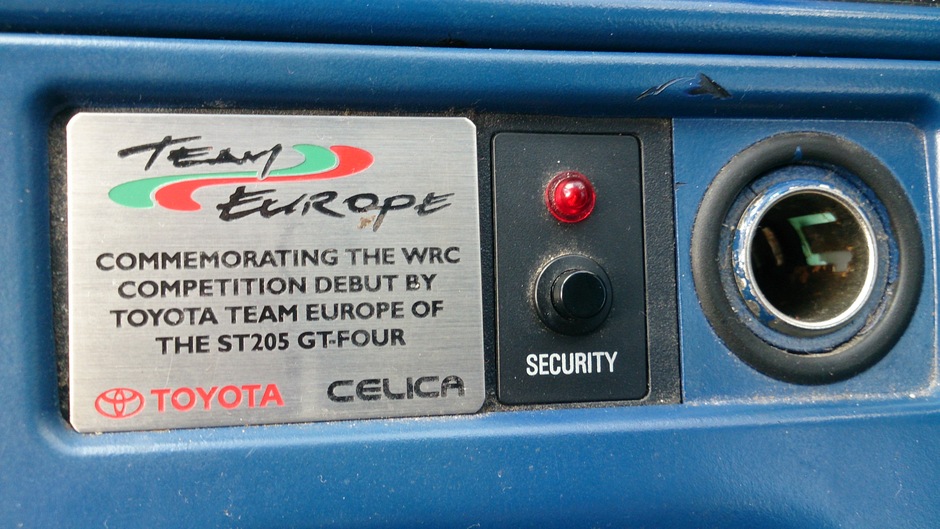 TEAM
EUROPE
COMMEMORATING THE WRC
COMPETITION DEBUT BY
TOYOTA TEAM EUROPE OF
THE ST205 GT-FOUR
TOYOTA CELICA
SECURITY